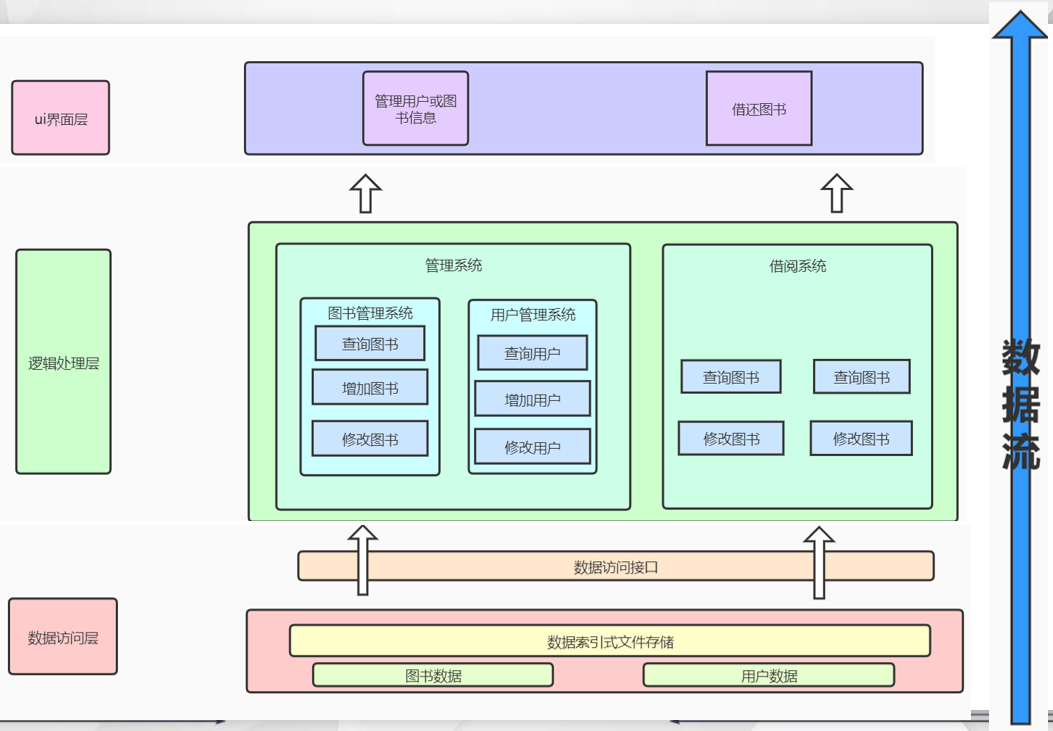 ui界面层
管理用户或图
书信息
借还图书
逻辑处理层
管理系统
图书管理系统
查询图书
增加图书
修改图书
用户管理系统
查询用户
增加用户
修改用户
借阅系统
查询图书
查询图书
修改图书
修改图书
数据访问接口
数据访问层
数据索引式文件存储
图书数据
用户数据
数
据
流